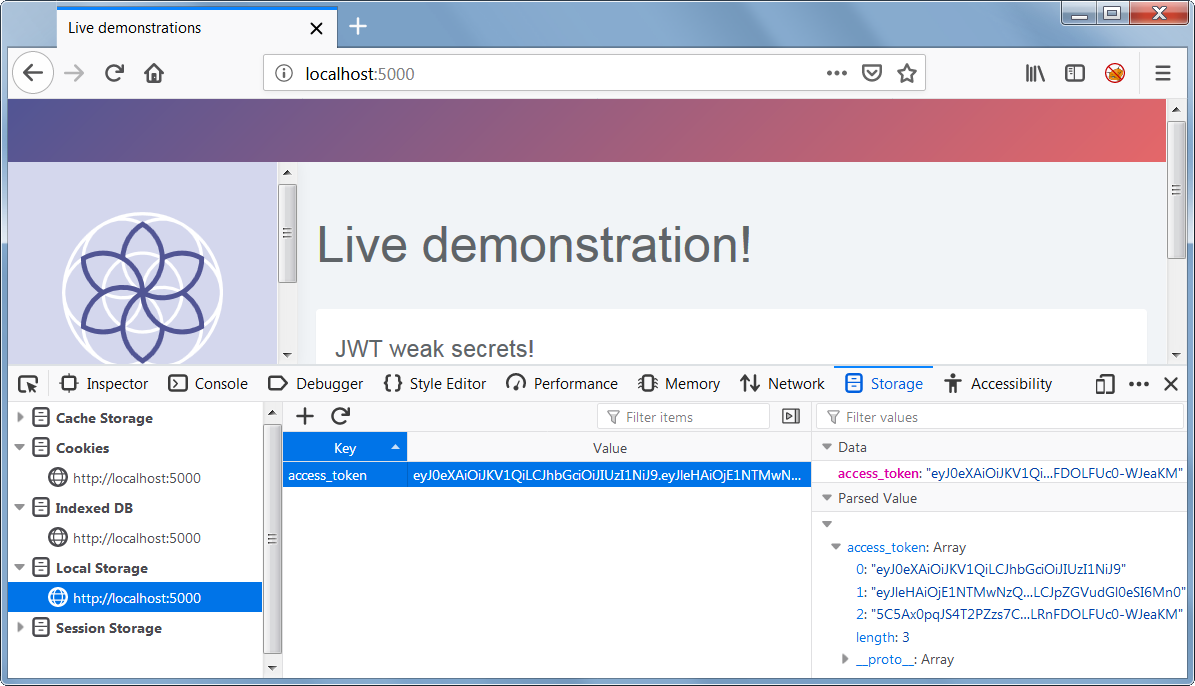 Live demonstrations
localhost:5000
Live demonstration!
JWT weak secrets!
Inspector Console Debugger Style Editor Performance Memory Network Storage Accessibility
Cache Storage
Cookies
http://localhost:5000
Indexed DB
http://localhost:5000
Local Storage
http://localhost:5000
Session Storage
Filter items
Key Value
access_token eyJ0eXAiOiJKV1QiLCJhbGciOiJIUzI1NiJ9.eyJleHAiOjE1NTMwN...
Filter values
Data
access_token: "eyJ0eXAiOiJKV1Qi...FDOLFUc0-WJeaKM"
Parsed Value
access_token: Array
0: "eyJ0eXAiOiJKV1QiLCJhbGciOiJIUzI1NiJ9"
1: "eyJleHAiOjE1NTMwNzQ...LCJpZGVudGl0eSI6Mn0"
2: "5C5Ax0pqJS4T2PZzs7C...LRnFDOLFUc0-WJeaKM"
length: 3
__proto__: Array